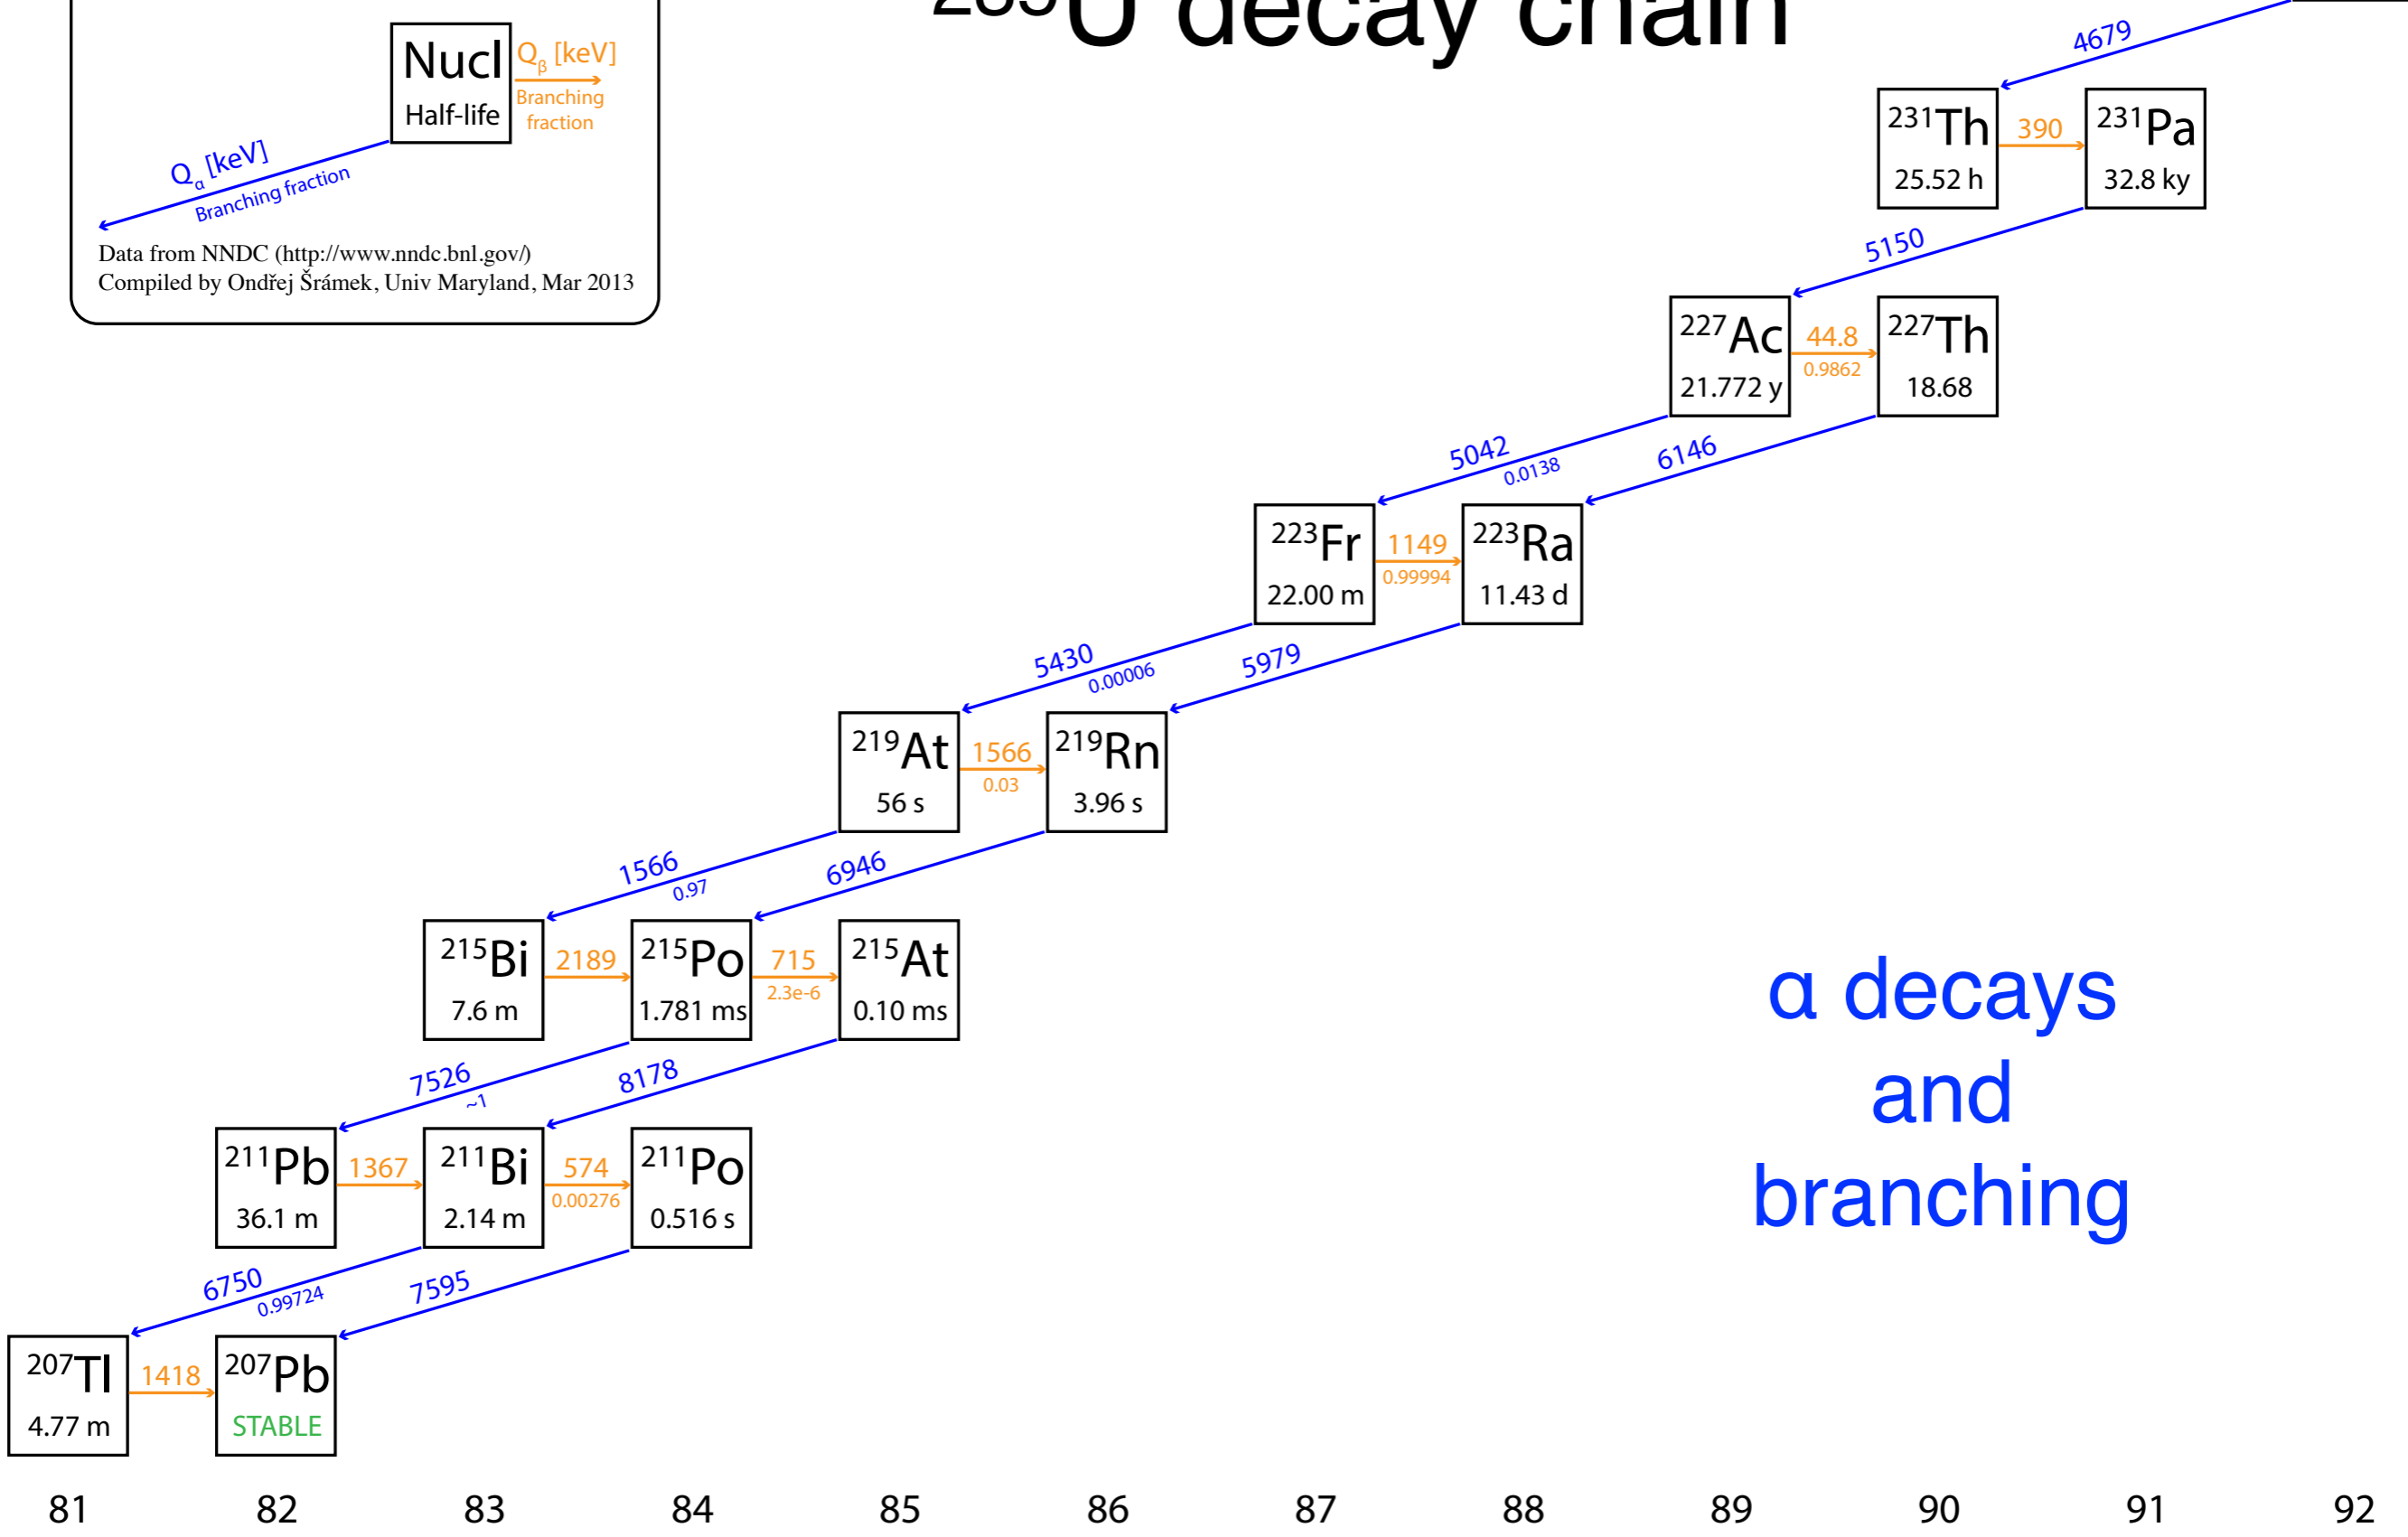 235U decay chain
Nucl
Half-life
Qβ [keV]
Branching
fraction
Qα [keV]
Branching fraction
Data from NNDC (http://www.nndc.bnl.gov/)
Compiled by Ondřej Šrámek, Univ Maryland, Mar 2013
4679
231Th
25.52 h
390
231Pa
32.8 ky
5150
227Ac
21.772 y
44.8
0.9862
227Th
18.68
5042
0.0138
6146
223Fr
22.00 m
1149
0.99994
223Ra
11.43 d
5430
0.00006
5979
219At
56 s
1566
0.03
219Rn
3.96 s
1566
0.97
6946
215Bi
7.6 m
2189
215Po
1.781 ms
715
2.3e-6
215At
0.10 ms
α decays
and
branching
7526
~1
8178
211Pb
36.1 m
1367
211Bi
2.14 m
574
0.00276
211Po
0.516 s
6750
0.99724
7595
207Tl
4.77 m
1418
207Pb
STABLE
81 82 83 84 85 86 87 88 89 90 91 92